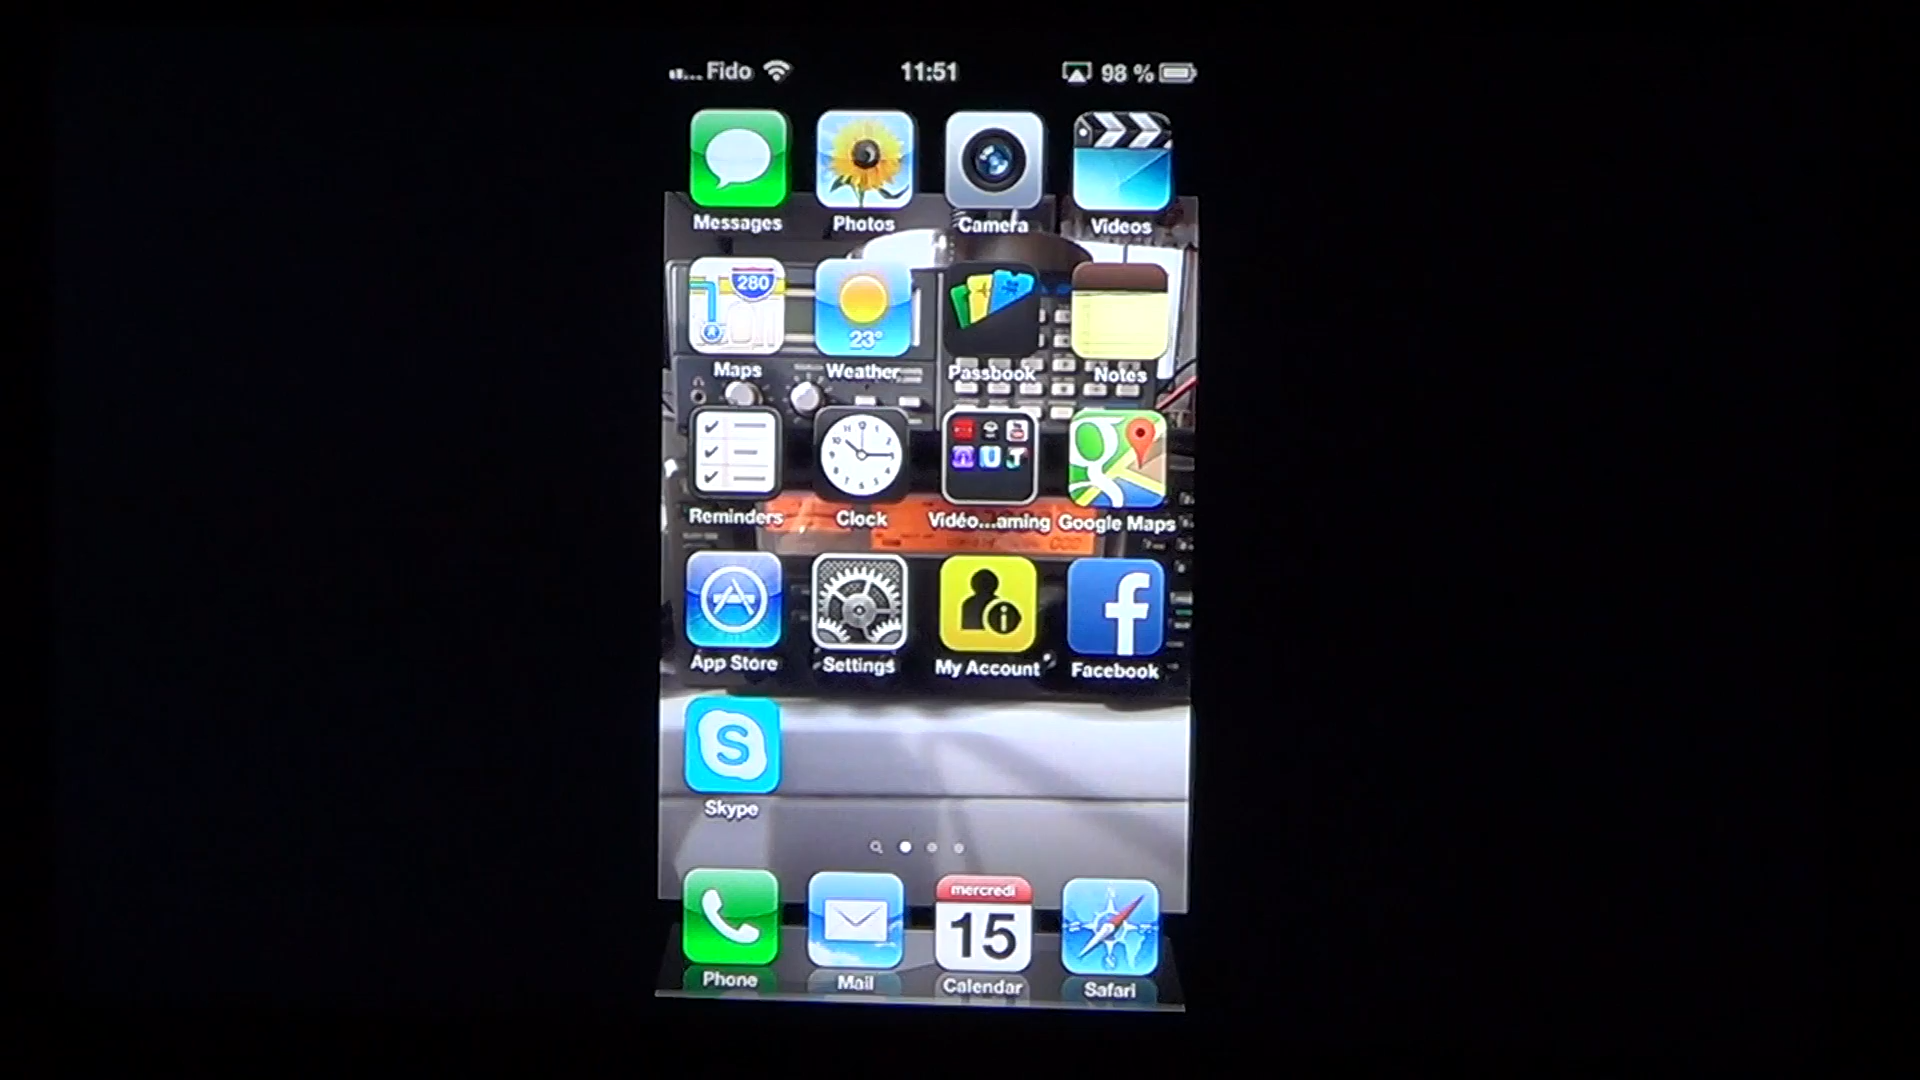 Fido 11:51 98 %
Messages Photos Camera Videos
280
23°
Maps Weather Passbook Notes
Reminders Clock Vidéo...aming Google Maps
App Store Settings My Account Facebook
Skype
mercredi
15
Phone Mail Calendar Safari